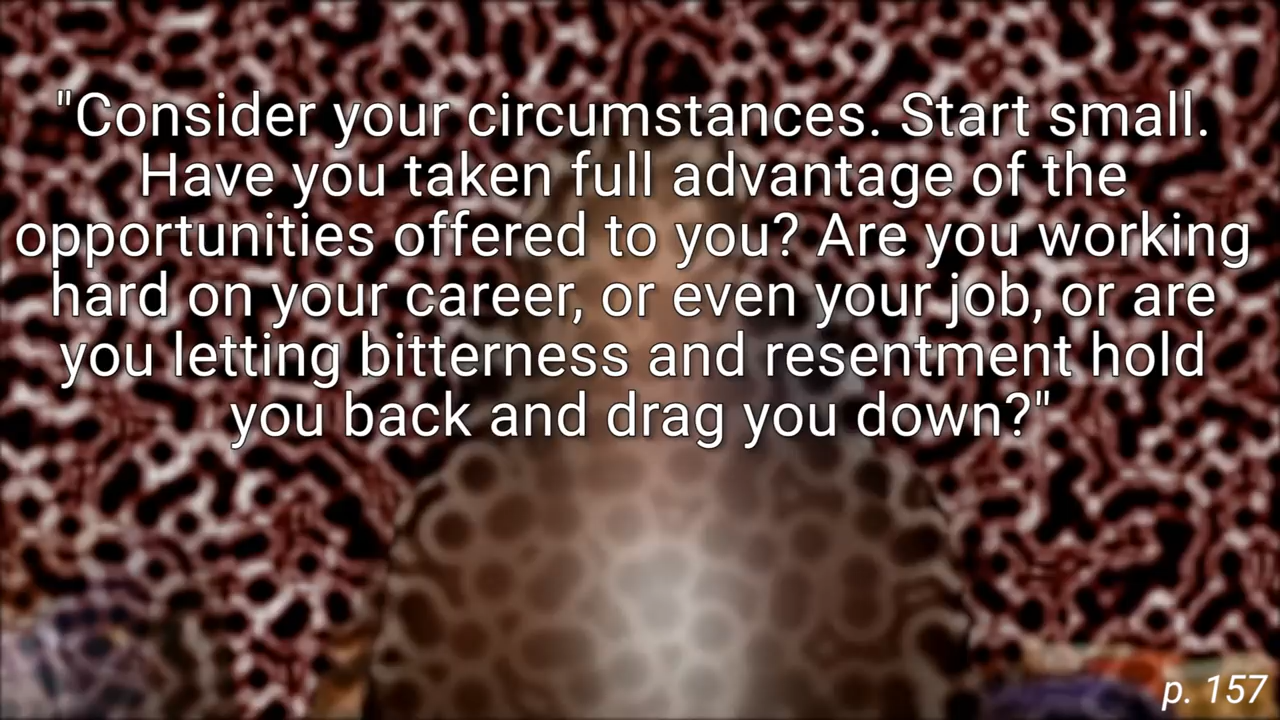 "Consider your circumstances. Start small.
Have you taken full advantage of the
opportunities offered to you? Are you working
hard on your career, or even your job, or are
you letting bitterness and resentment hold
you back and drag you down?"
p. 157